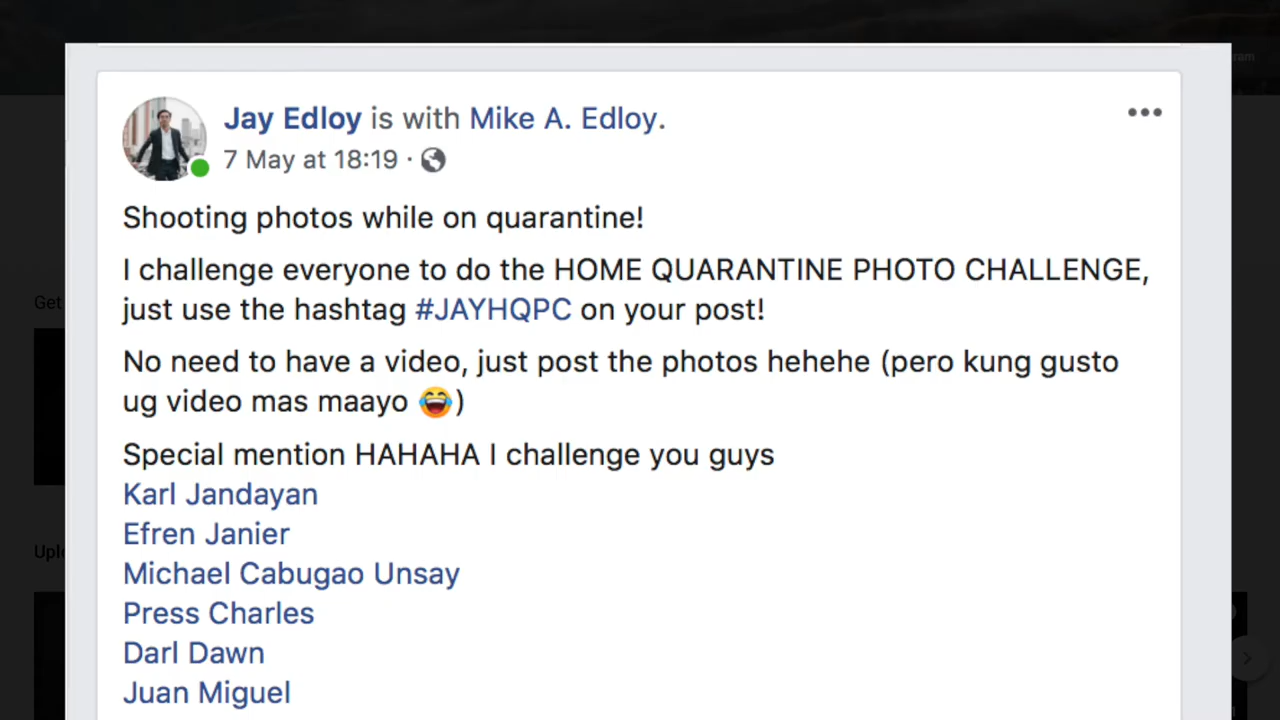 Jay Edloy is with Mike A. Edloy.
7 May at 18:19 ·
Shooting photos while on quarantine!
I challenge everyone to do the HOME QUARANTINE PHOTO CHALLENGE,
just use the hashtag #JAYHQPC on your post!
No need to have a video, just post the photos hehehe (pero kung gusto
ug video mas maayo 😂)
Special mention HAHAHA I challenge you guys
Karl Jandayan
Efren Janier
Michael Cabugao Unsay
Press Charles
Darl Dawn
Juan Miguel
Get